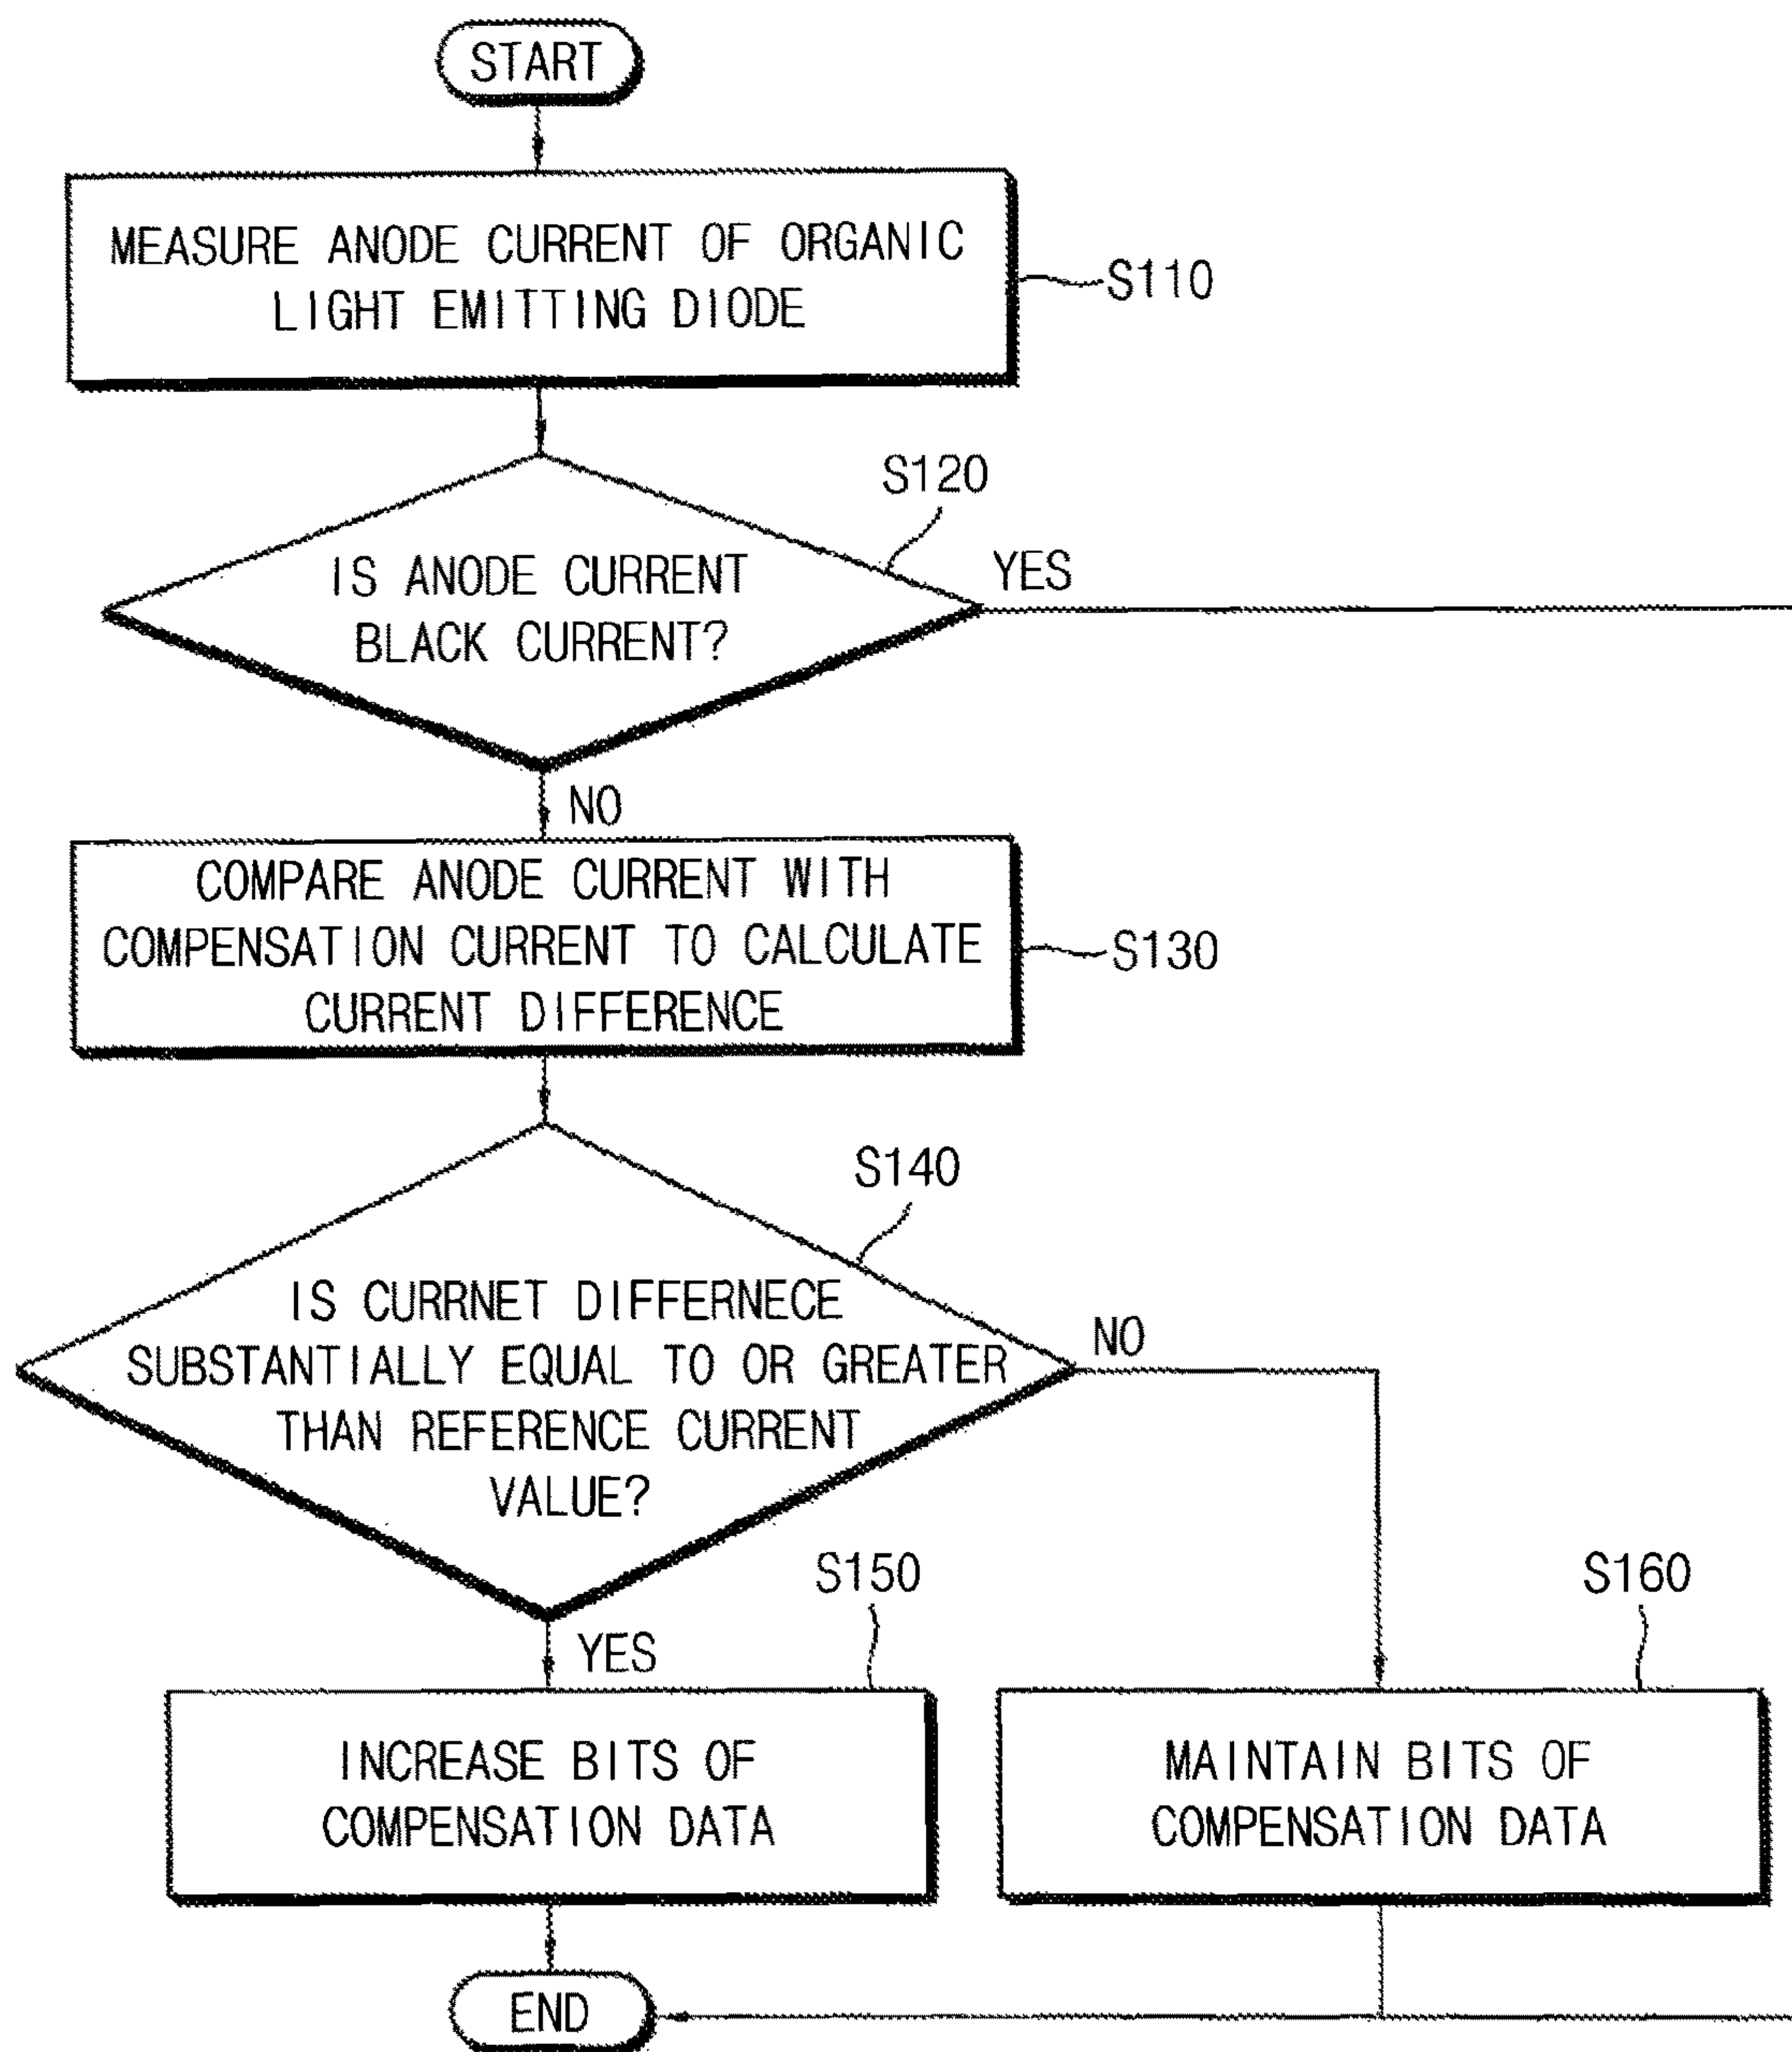 START
MEASURE ANODE CURRENT OF ORGANIC
LIGHT EMITTING DIODE
S110
S120
IS ANODE CURRENT
BLACK CURRENT?
YES
NO
COMPARE ANODE CURRENT WITH
COMPENSATION CURRENT TO CALCULATE
CURRENT DIFFERENCE
S130
S140
IS CURRNET DIFFERNECE
SUBSTANTIALLY EQUAL TO OR GREATER
THAN REFERENCE CURRENT
VALUE?
NO
YES
S150
S160
INCREASE BITS OF
COMPENSATION DATA
MAINTAIN BITS OF
COMPENSATION DATA
END